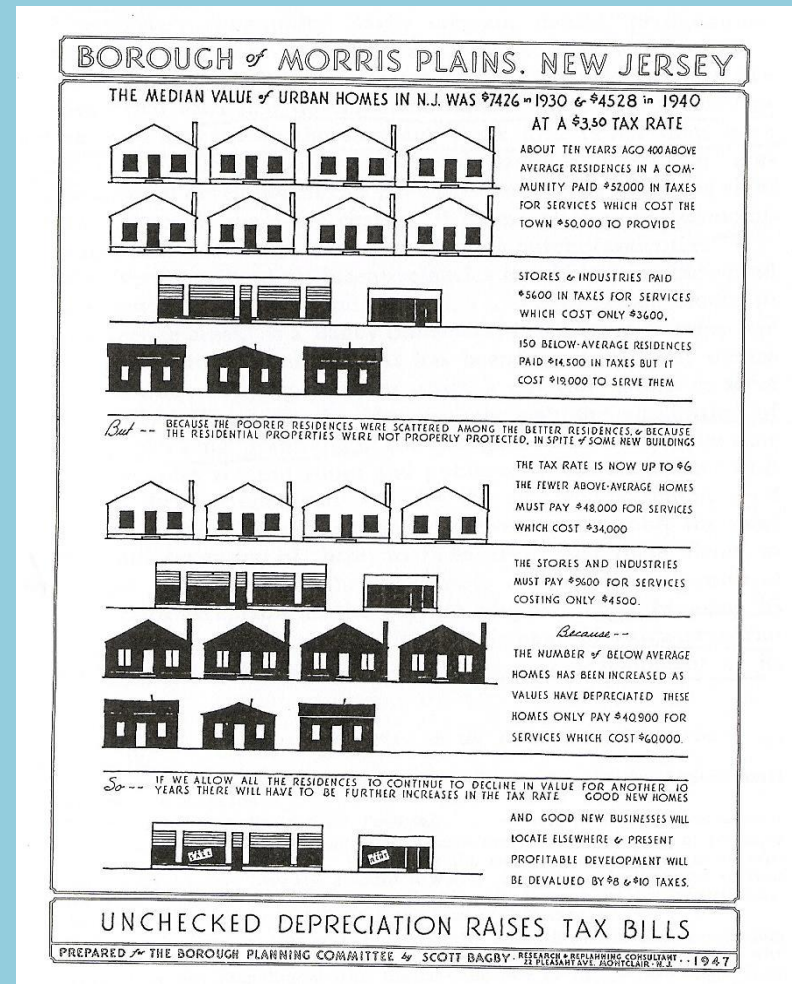 BOROUGH of MORRIS PLAINS, NEW JERSEY
THE MEDIAN VALUE of URBAN HOMES IN N.J. WAS $7426 in 1930 & $4528 in 1940
AT A $3.50 TAX RATE
ABOUT TEN YEARS AGO 400 ABOVE
AVERAGE RESIDENCES IN A COM-
MUNITY PAID $52,000 IN TAXES
FOR SERVICES WHICH COST THE
TOWN $50,000 TO PROVIDE
STORES & INDUSTRIES PAID
$5600 IN TAXES FOR SERVICES
WHICH COST ONLY $3600.
150 BELOW-AVERAGE RESIDENCES
PAID $14,500 IN TAXES BUT IT
COST $19,000 TO SERVE THEM
But -- BECAUSE THE POORER RESIDENCES WERE SCATTERED AMONG THE BETTER RESIDENCES, & BECAUSE
THE RESIDENTIAL PROPERTIES WERE NOT PROPERLY PROTECTED, IN SPITE of SOME NEW BUILDINGS
THE TAX RATE IS NOW UP TO $6
THE FEWER ABOVE-AVERAGE HOMES
MUST PAY $48,000 FOR SERVICES
WHICH COST $34,000
THE STORES AND INDUSTRIES
MUST PAY $9600 FOR SERVICES
COSTING ONLY $4500.
Because --
THE NUMBER of BELOW AVERAGE
HOMES HAS BEEN INCREASED AS
VALUES HAVE DEPRECIATED THESE
HOMES ONLY PAY $40,900 FOR
SERVICES WHICH COST $60,000.
So -- IF WE ALLOW ALL THE RESIDENCES TO CONTINUE TO DECLINE IN VALUE FOR ANOTHER 10
YEARS THERE WILL HAVE TO BE FURTHER INCREASES IN THE TAX RATE GOOD NEW HOMES
AND GOOD NEW BUSINESSES WILL
LOCATE ELSEWHERE & PRESENT
PROFITABLE DEVELOPMENT WILL
BE DEVALUED BY $8 & $10 TAXES.
UNCHECKED DEPRECIATION RAISES TAX BILLS
PREPARED for THE BOROUGH PLANNING COMMITTEE by SCOTT BAGBY - RESEARCH & REPLANNING CONSULTANT
22 PLEASANT AVE. MONTCLAIR - N.J. - - 1947